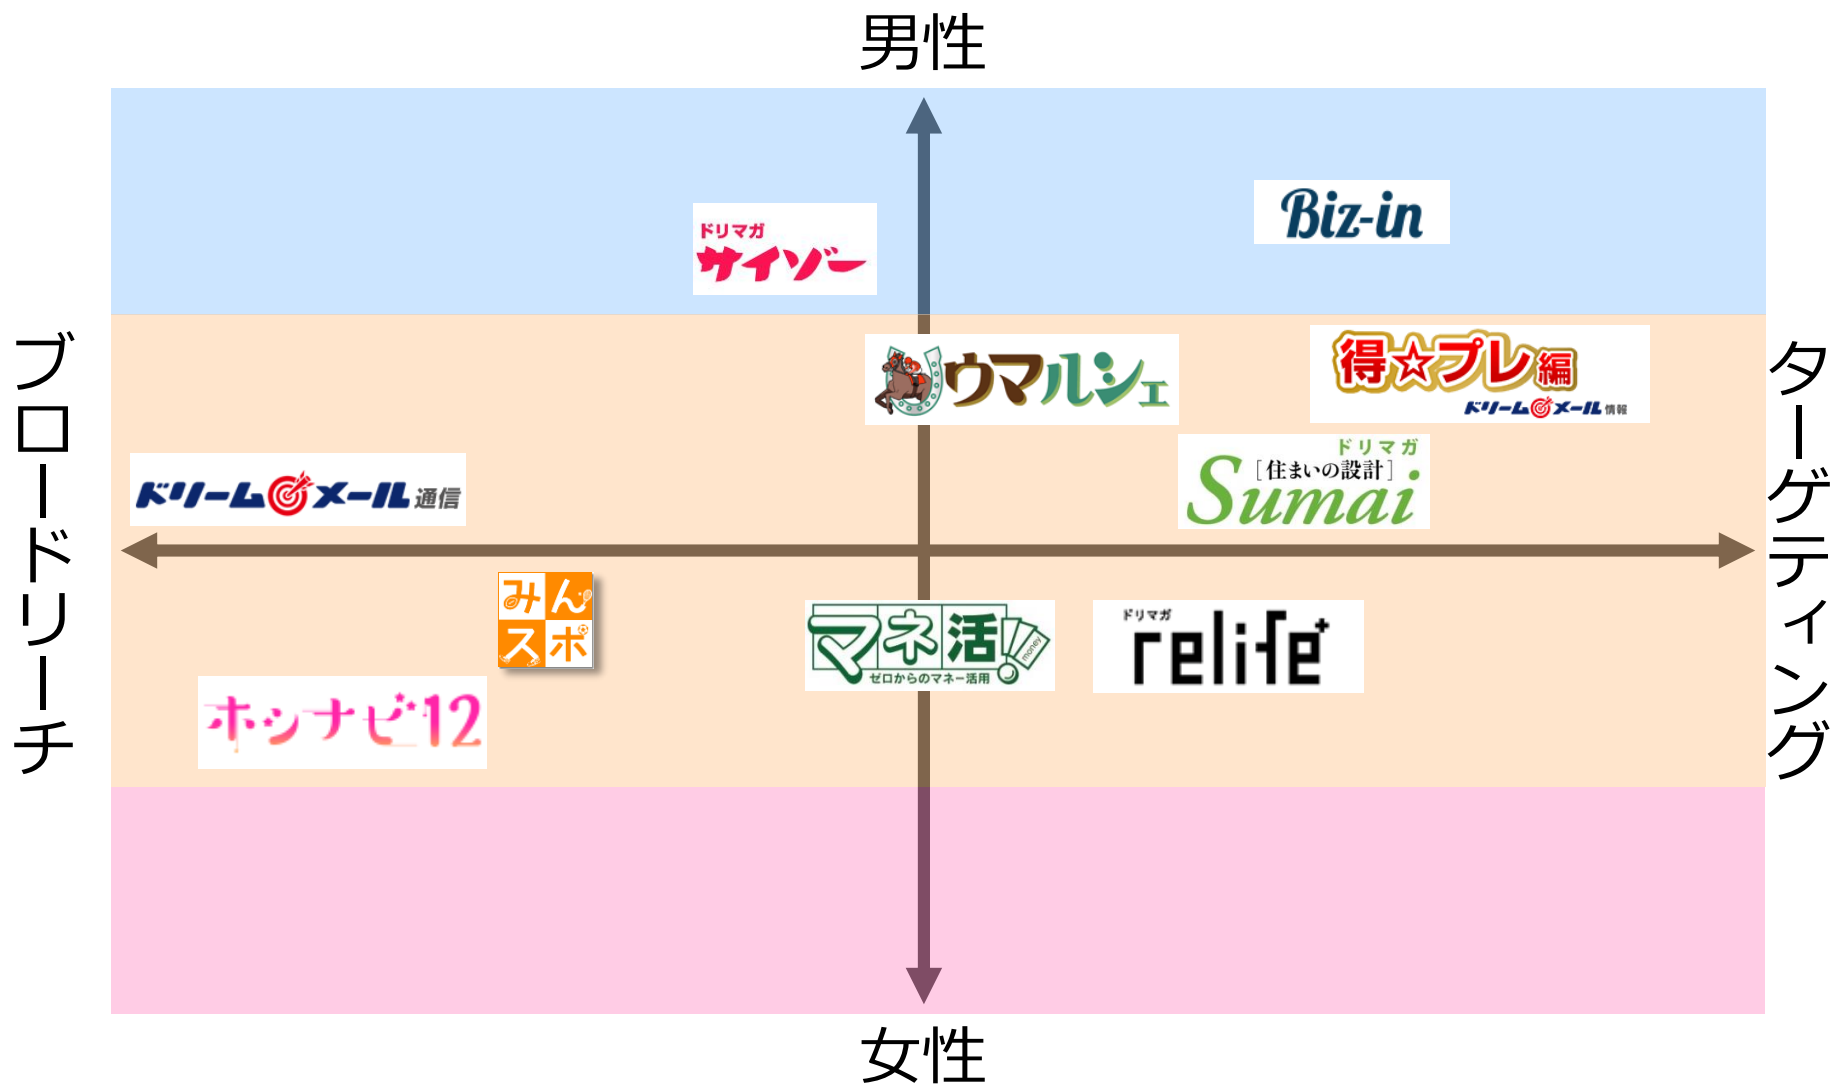 男性
ブロードリーチ
ターゲティング
ドリマガ
サイゾー
Biz-in
ウマルシェ
得☆プレ編
ドリームメール情報
ドリマガ
[住まいの設計]
Sumai
ドリームメール通信
みん
スポ
マネ活!
money
ゼロからのマネー活用
ドリマガ
relife+
ホシナビ12
女性